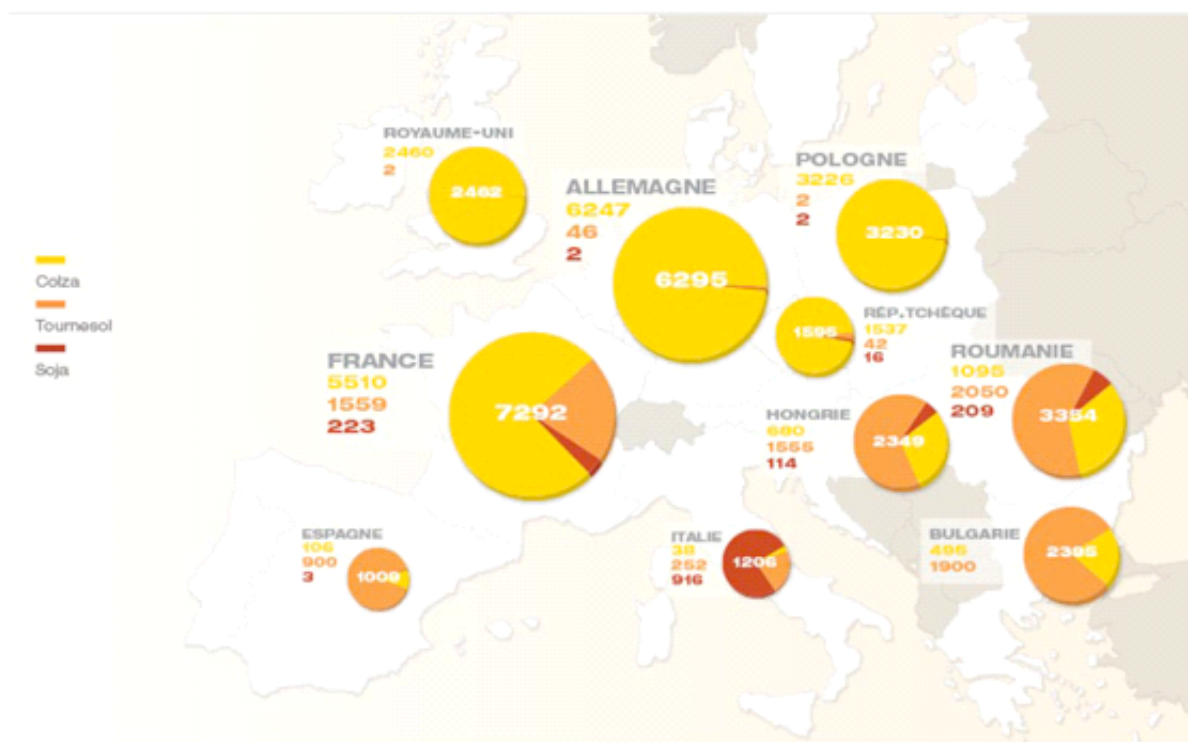 ROYAUME-UNI
2460
2
2462
ALLEMAGNE
6247
46
2
6295
POLOGNE
3226
2
2
3230
Colza
Tournesol
Soja
RÉP.TCHÈQUE
1537
42
16
1595
FRANCE
5510
1559
223
7292
ROUMANIE
1095
2050
209
3354
HONGRIE
680
1555
114
2349
ESPAGNE
106
900
3
1009
ITALIE
38
252
916
1206
BULGARIE
495
1900
2395